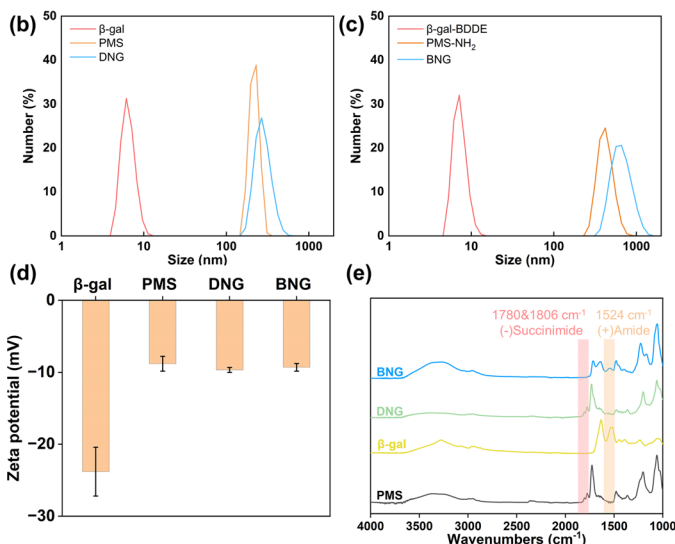 (b)
50
40
30
20
10
0
Number (%)
β-gal
PMS
DNG
1
10
100
1000
Size (nm)
(c)
50
40
30
20
10
0
Number (%)
β-gal-BDDE
PMS-NH₂
BNG
1
10
100
1000
Size (nm)
(d)
β-gal PMS DNG BNG
0
−10
−20
−30
Zeta potential (mV)
(e)
1780&1806 cm⁻¹
(-)Succinimide
1524 cm⁻¹
(+)Amide
BNG
DNG
β-gal
PMS
4000 3500 3000 2500 2000 1500 1000
Wavenumbers (cm⁻¹)